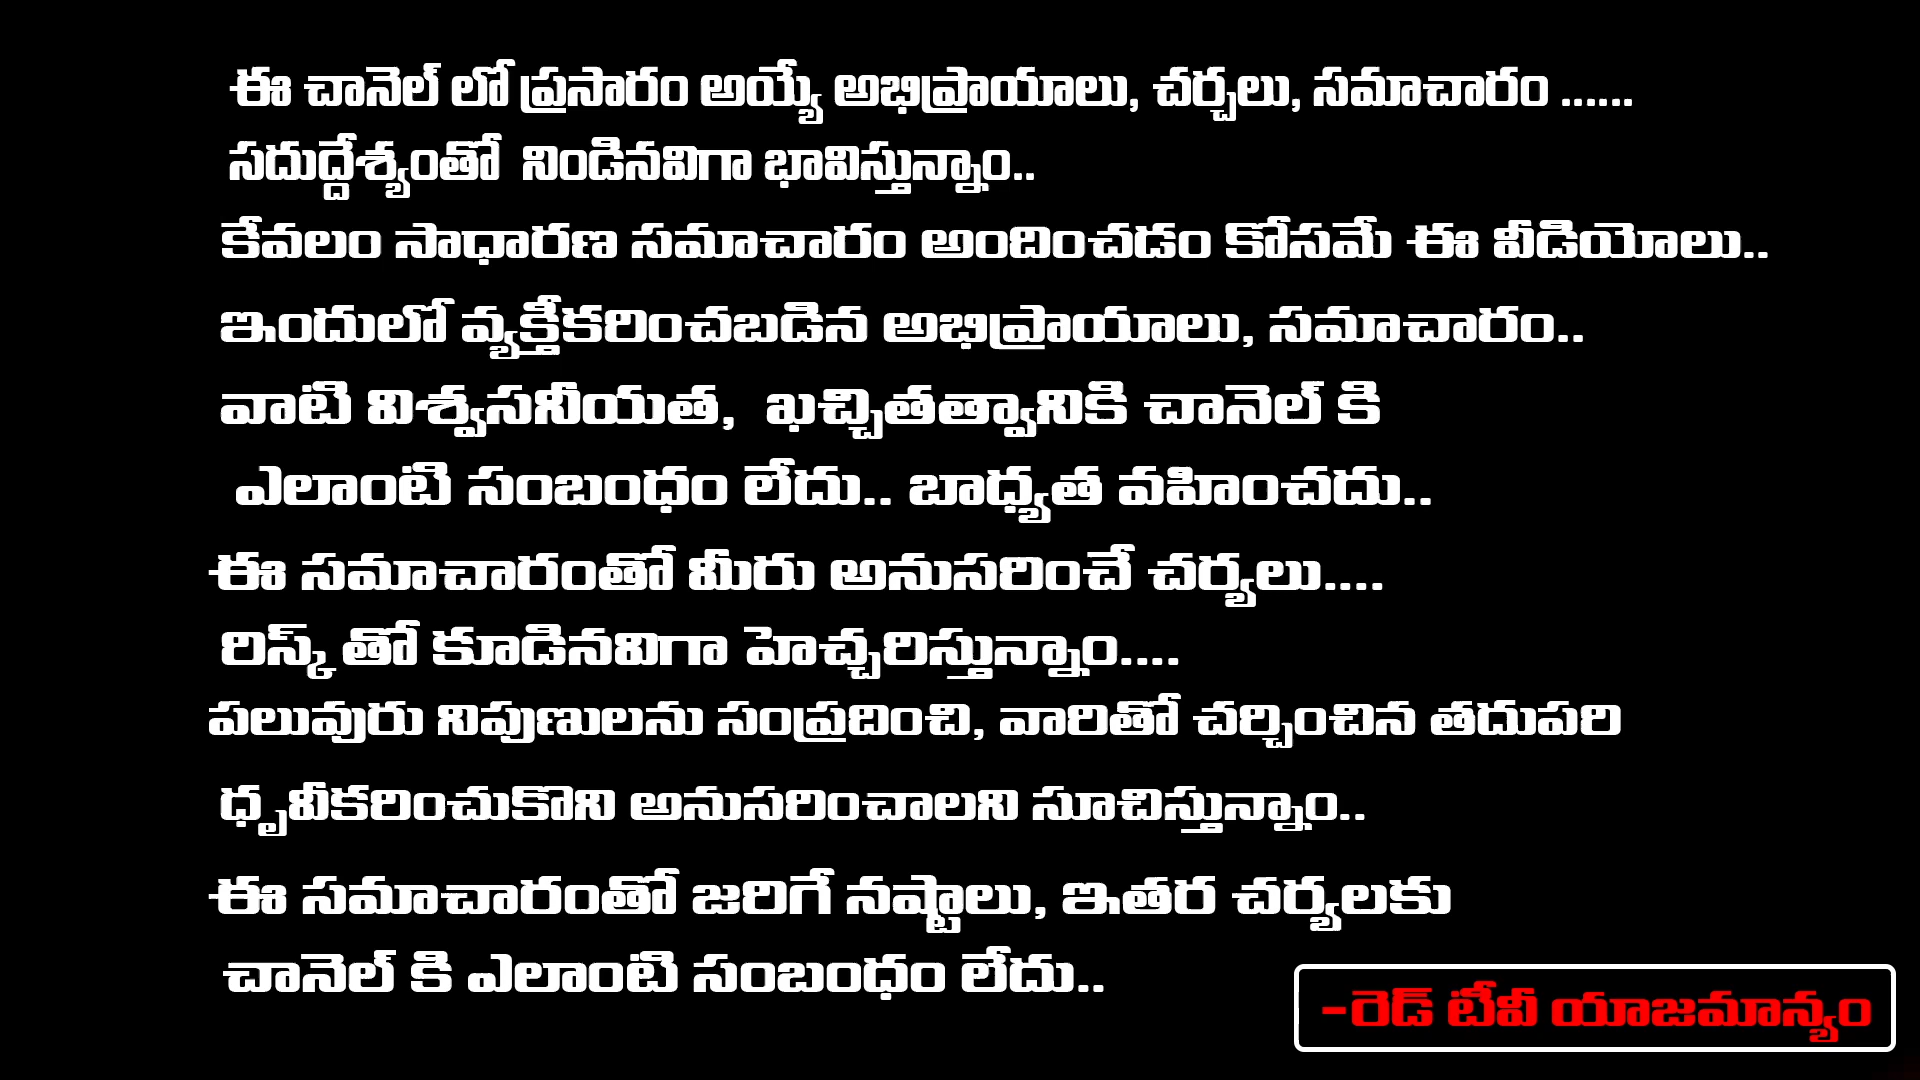 ఈ చానెల్ లో ప్రసారం అయ్యే అభిప్రాయాలు, చర్చలు, సమాచారం ......
సదుద్దేశ్యంతో నిండినవిగా భావిస్తున్నాం..
కేవలం సాధారణ సమాచారం అందించడం కోసమే ఈ వీడియోలు..
ఇందులో వ్యక్తీకరించబడిన అభిప్రాయాలు, సమాచారం..
వాటి విశ్వసనీయత, ఖచ్చితత్వానికి చానెల్ కి
ఎలాంటి సంబంధం లేదు.. బాధ్యత వహించదు..
ఈ సమాచారంతో మీరు అనుసరించే చర్యలు....
రిస్క్ తో కూడినవిగా హెచ్చరిస్తున్నాం....
పలువురు నిపుణులను సంప్రదించి, వారితో చర్చించిన తదుపరి
ధృవీకరించుకొని అనుసరించాలని సూచిస్తున్నాం..
ఈ సమాచారంతో జరిగే నష్టాలు, ఇతర చర్యలకు
చానెల్ కి ఎలాంటి సంబంధం లేదు..
-రెడ్ టీవీ యాజమాన్యం